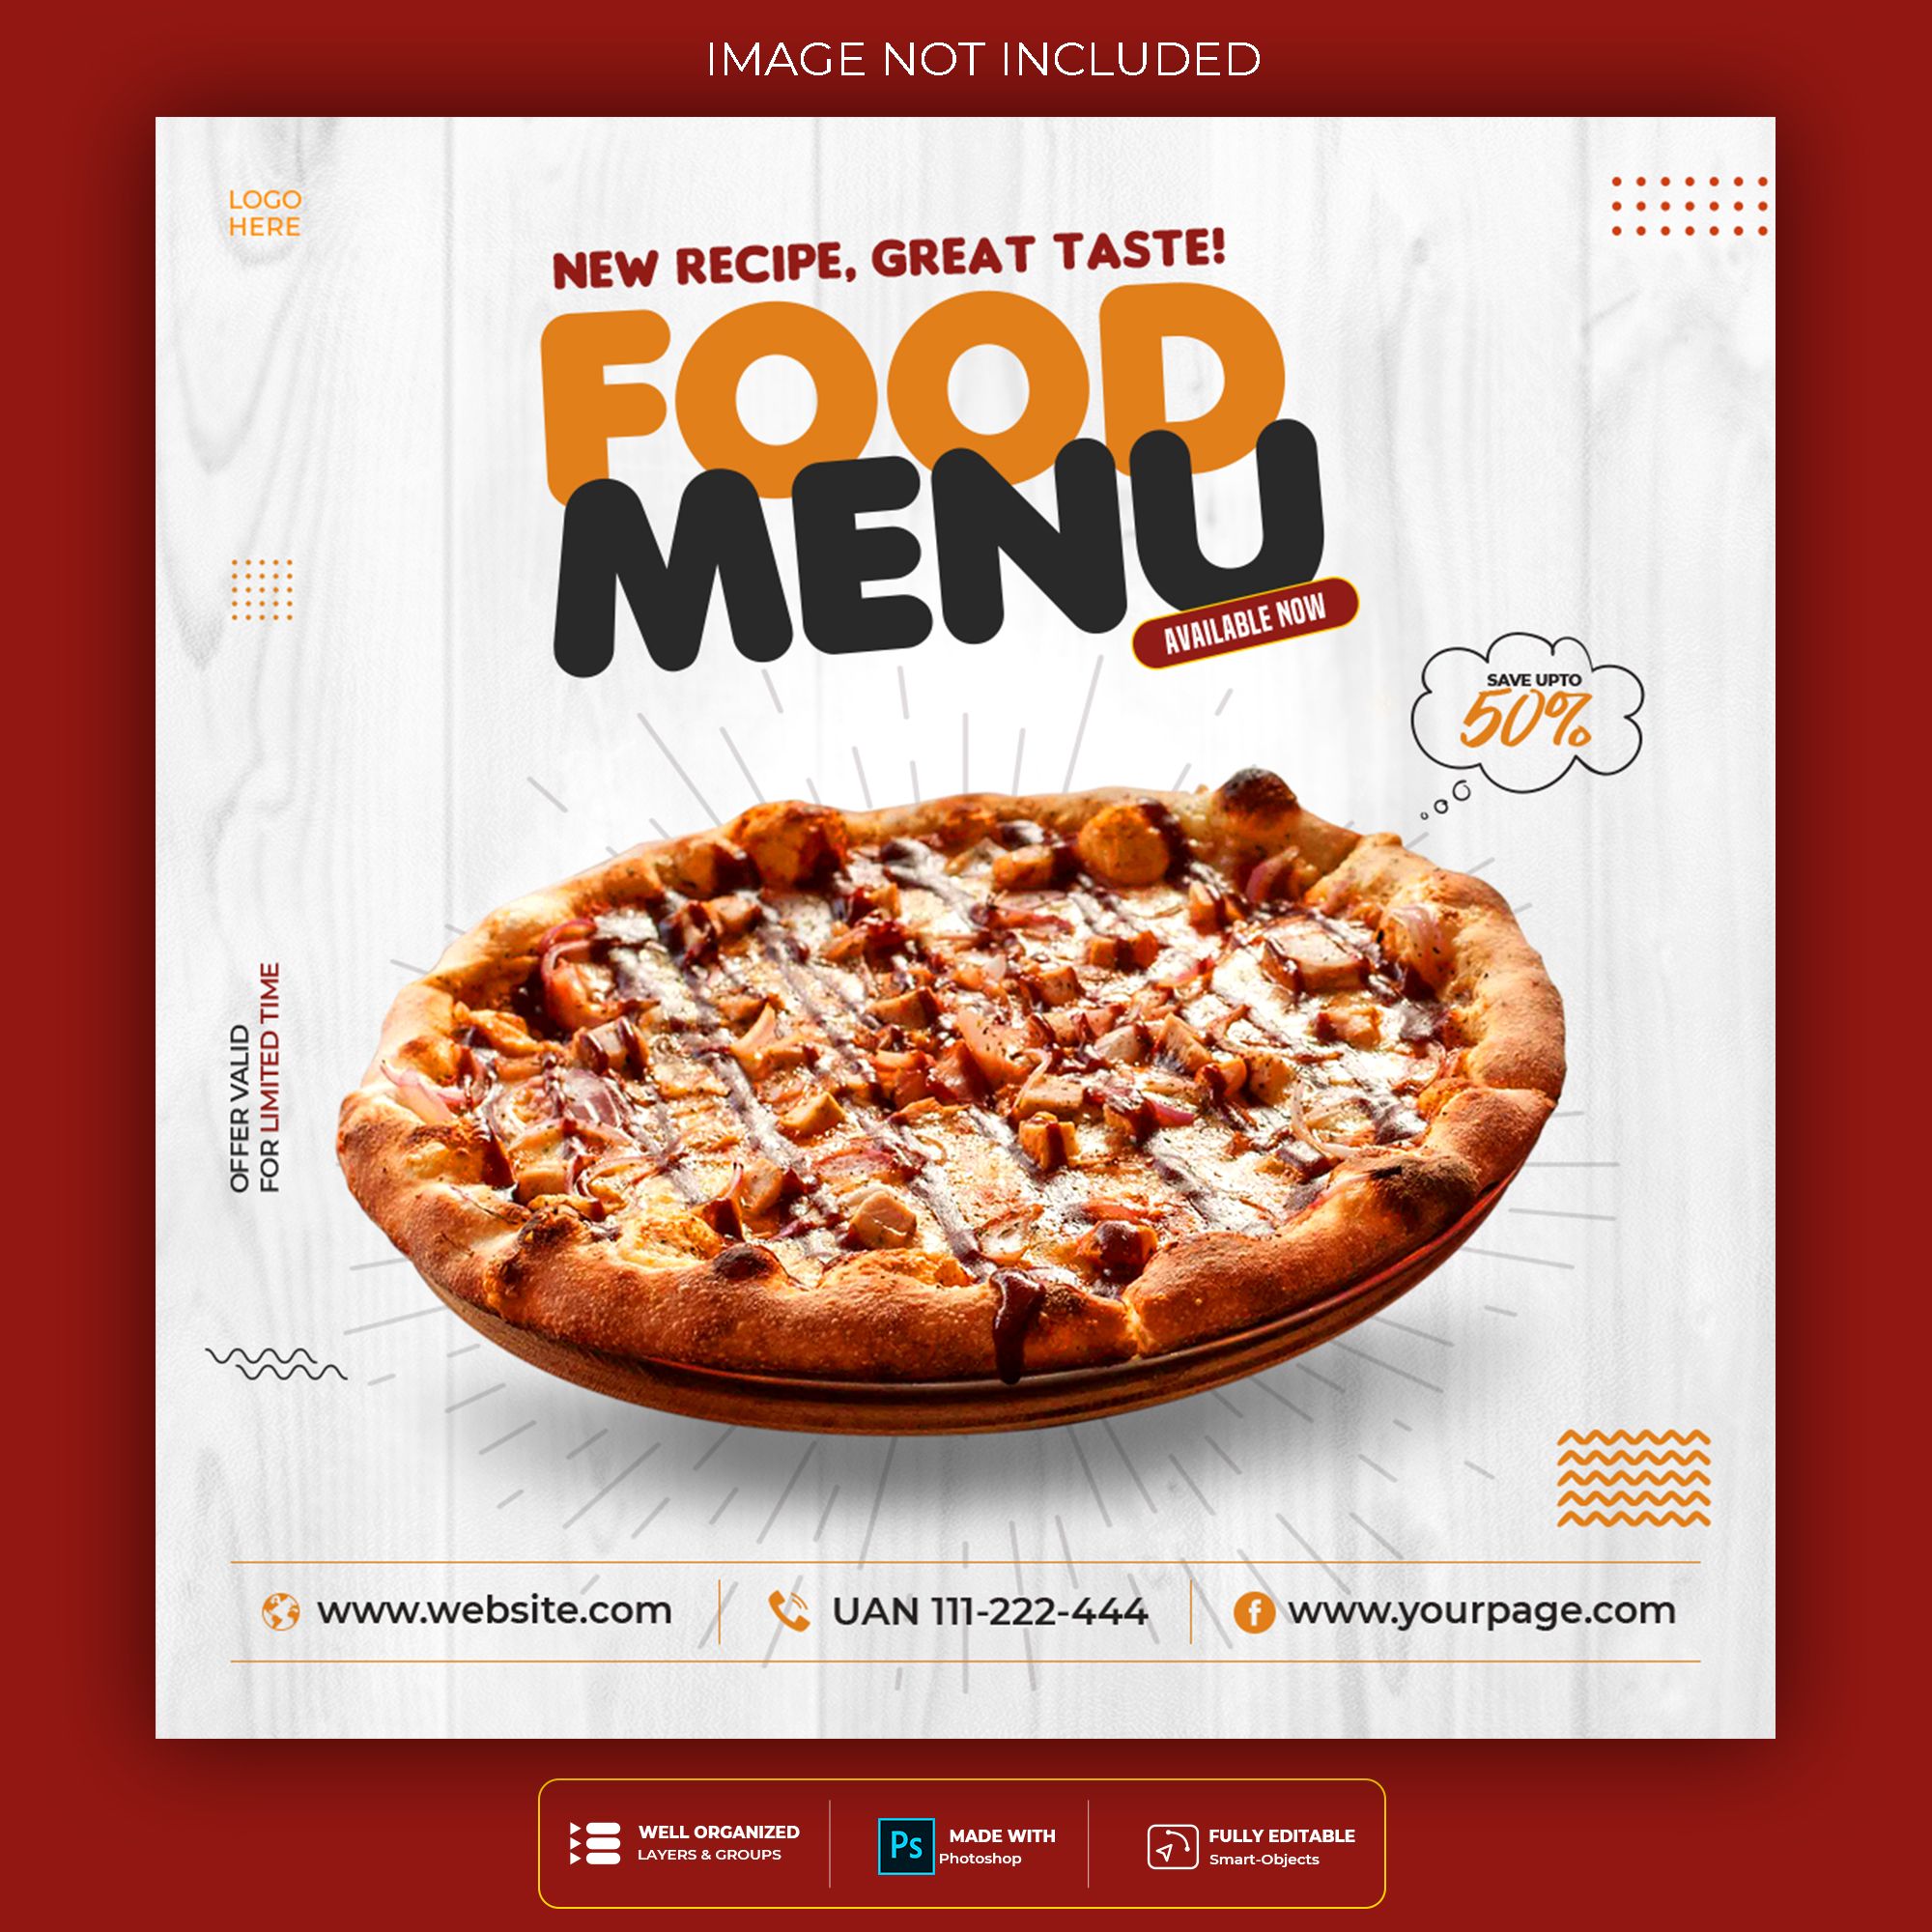 IMAGE NOT INCLUDED
LOGO
HERE
NEW RECIPE, GREAT TASTE!
FOOD
MENU
AVAILABLE NOW
SAVE UPTO
50%
OFFER VALID
FOR LIMITED TIME
www.website.com
UAN 111-222-444
f www.yourpage.com
WELL ORGANIZED
LAYERS & GROUPS
Ps
MADE WITH
Photoshop
FULLY EDITABLE
Smart-Objects